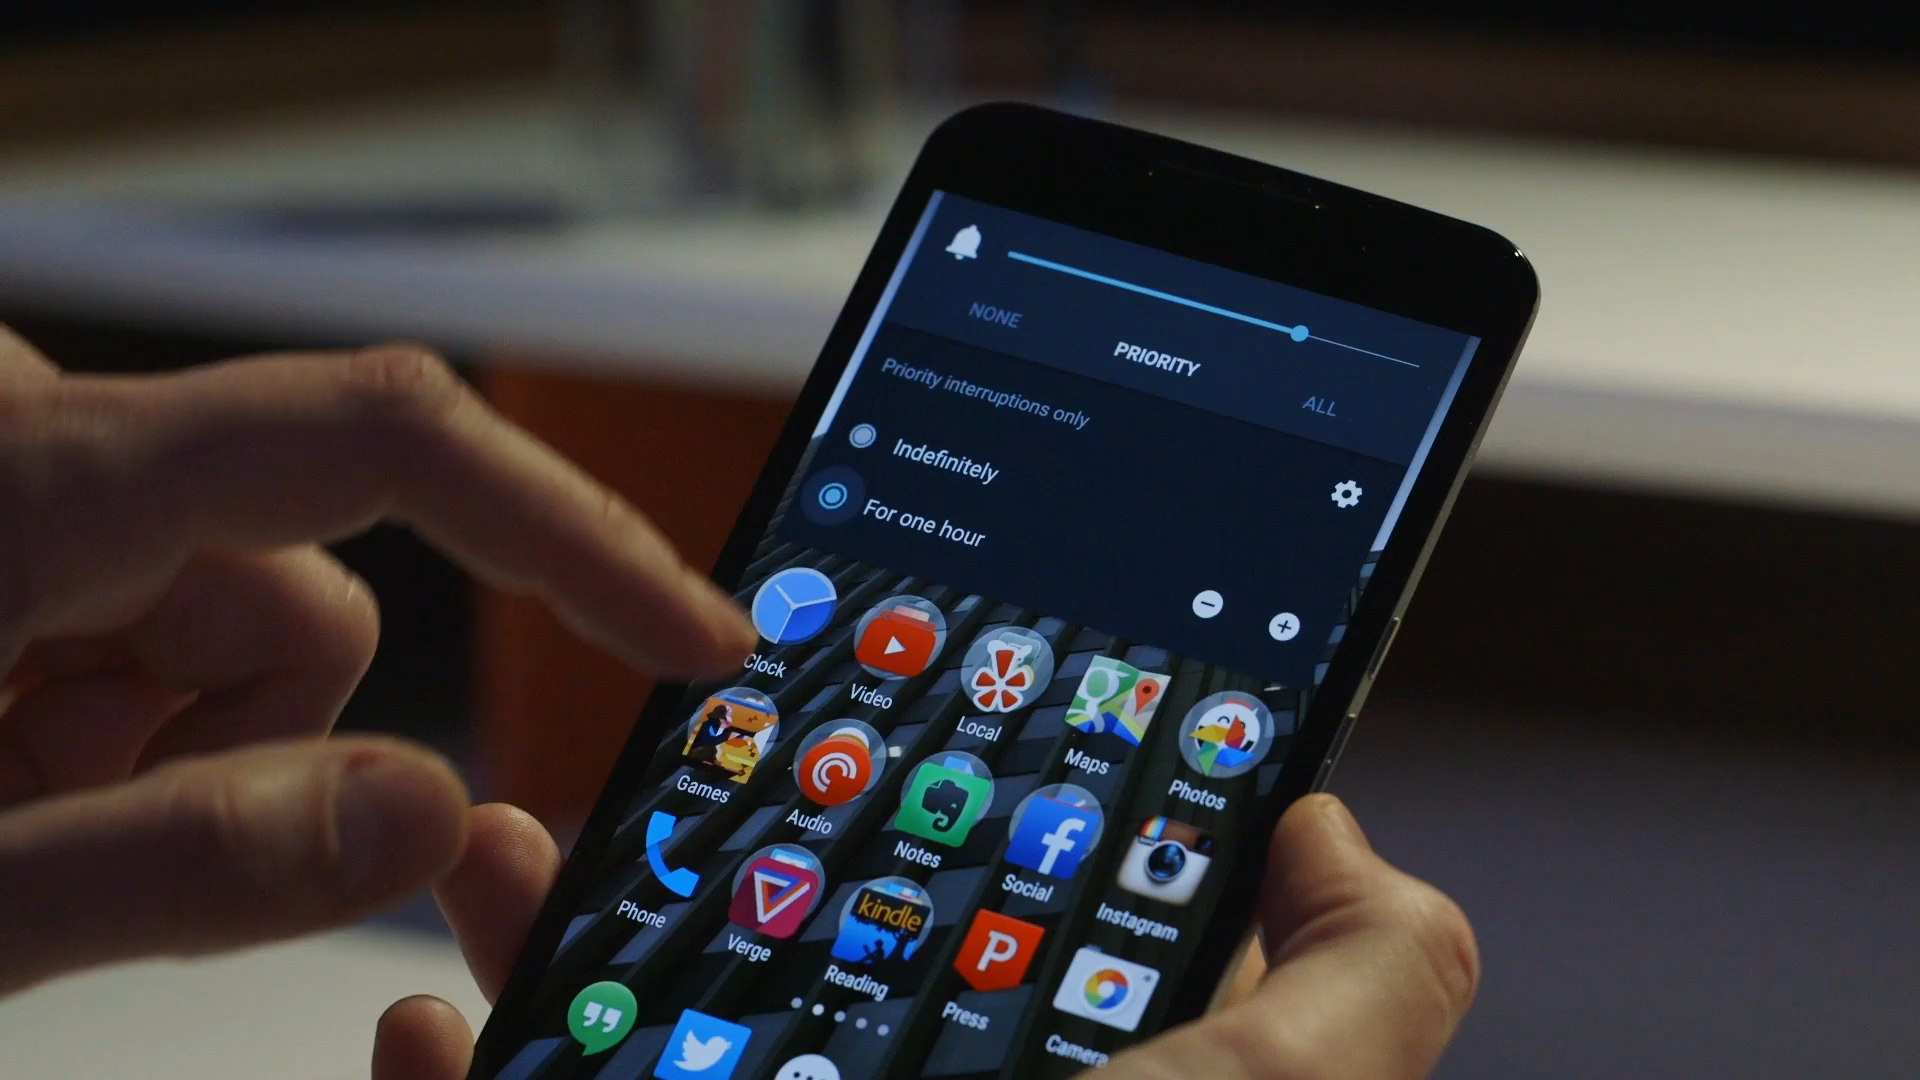 NONE
PRIORITY
ALL
Priority interruptions only
Indefinitely
For one hour
Clock
Video
Local
Maps
Photos
Games
Audio
Notes
Social
Instagram
Phone
Verge
kindle
Reading
P
Press
Camera